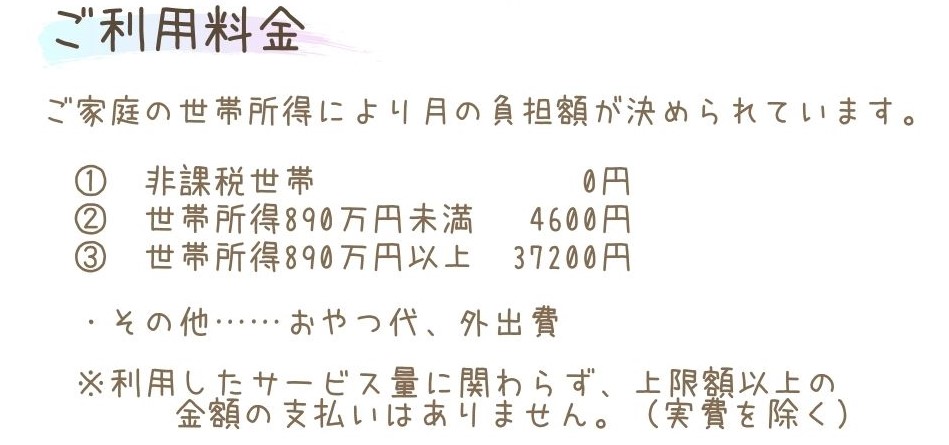 ご利用料金
ご家庭の世帯所得により月の負担額が決められています。
① 非課税世帯 0円
② 世帯所得890万円未満 4600円
③ 世帯所得890万円以上 37200円
・その他……おやつ代、外出費
※利用したサービス量に関わらず、上限額以上の
金額の支払いはありません。（実費を除く）